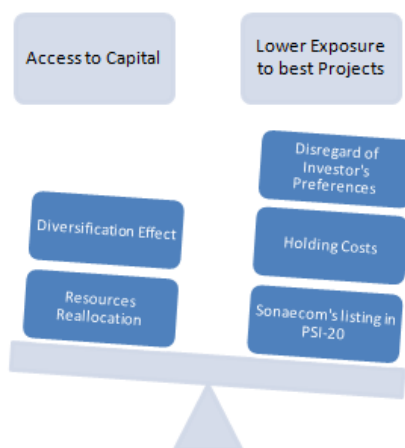 Access to Capital
Lower Exposure
to best Projects
Diversification Effect
Resources
Reallocation
Disregard of
Investor's
Preferences
Holding Costs
Sonaecom's listing in
PSI-20